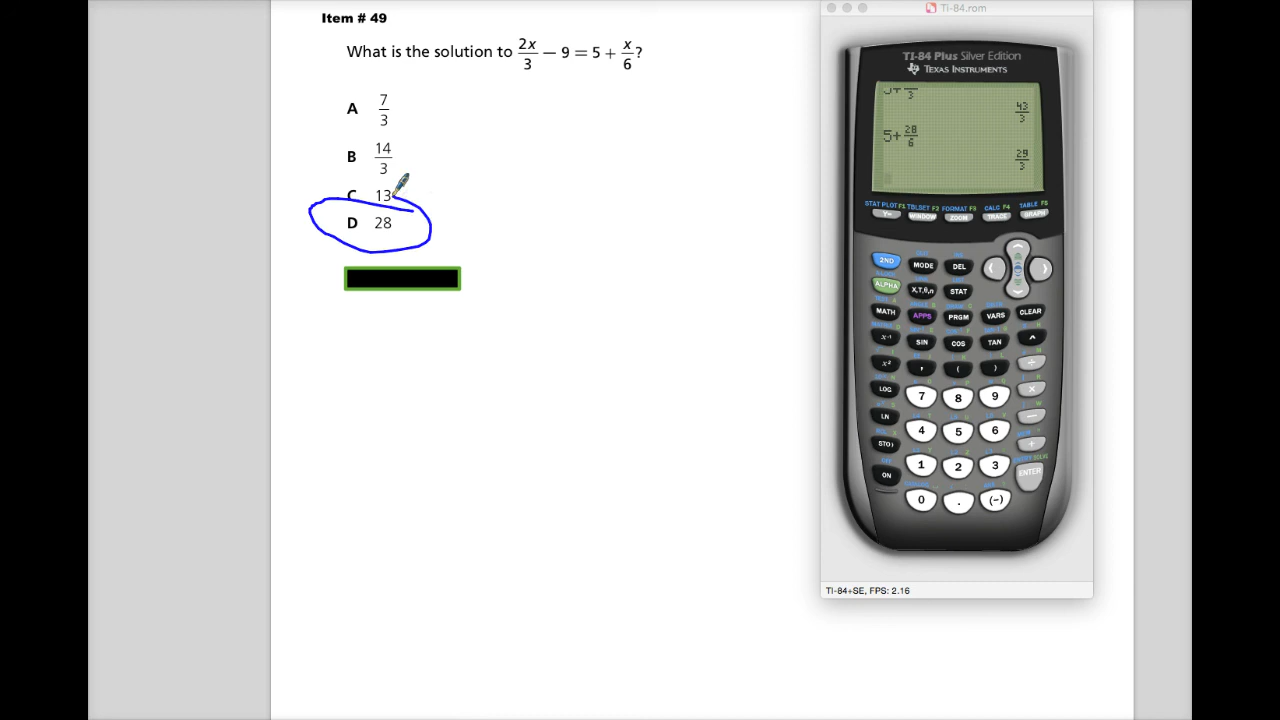 Item # 49
What is the solution to 2x/3 − 9 = 5 + x/6?
A 7/3
B 14/3
C 13
D 28
Ti-84.rom
TI-84 Plus Silver Edition
TEXAS INSTRUMENTS
3
43/3
5+28/6
29/3
STAT PLOT F1 TBLSET F2 FORMAT F3 CALC F4 TABLE F5
Y= WINDOW ZOOM TRACE GRAPH
2ND MODE DEL
ALPHA X,T,θ,n STAT
MATH APPS PRGM VARS CLEAR
x⁻¹ SIN COS TAN ^
x² , ( ) ÷
LOG 7 8 9 ×
LN 4 5 6 −
STO› 1 2 3 +
ON 0 . (−) ENTER
TI-84+SE, FPS: 2.16